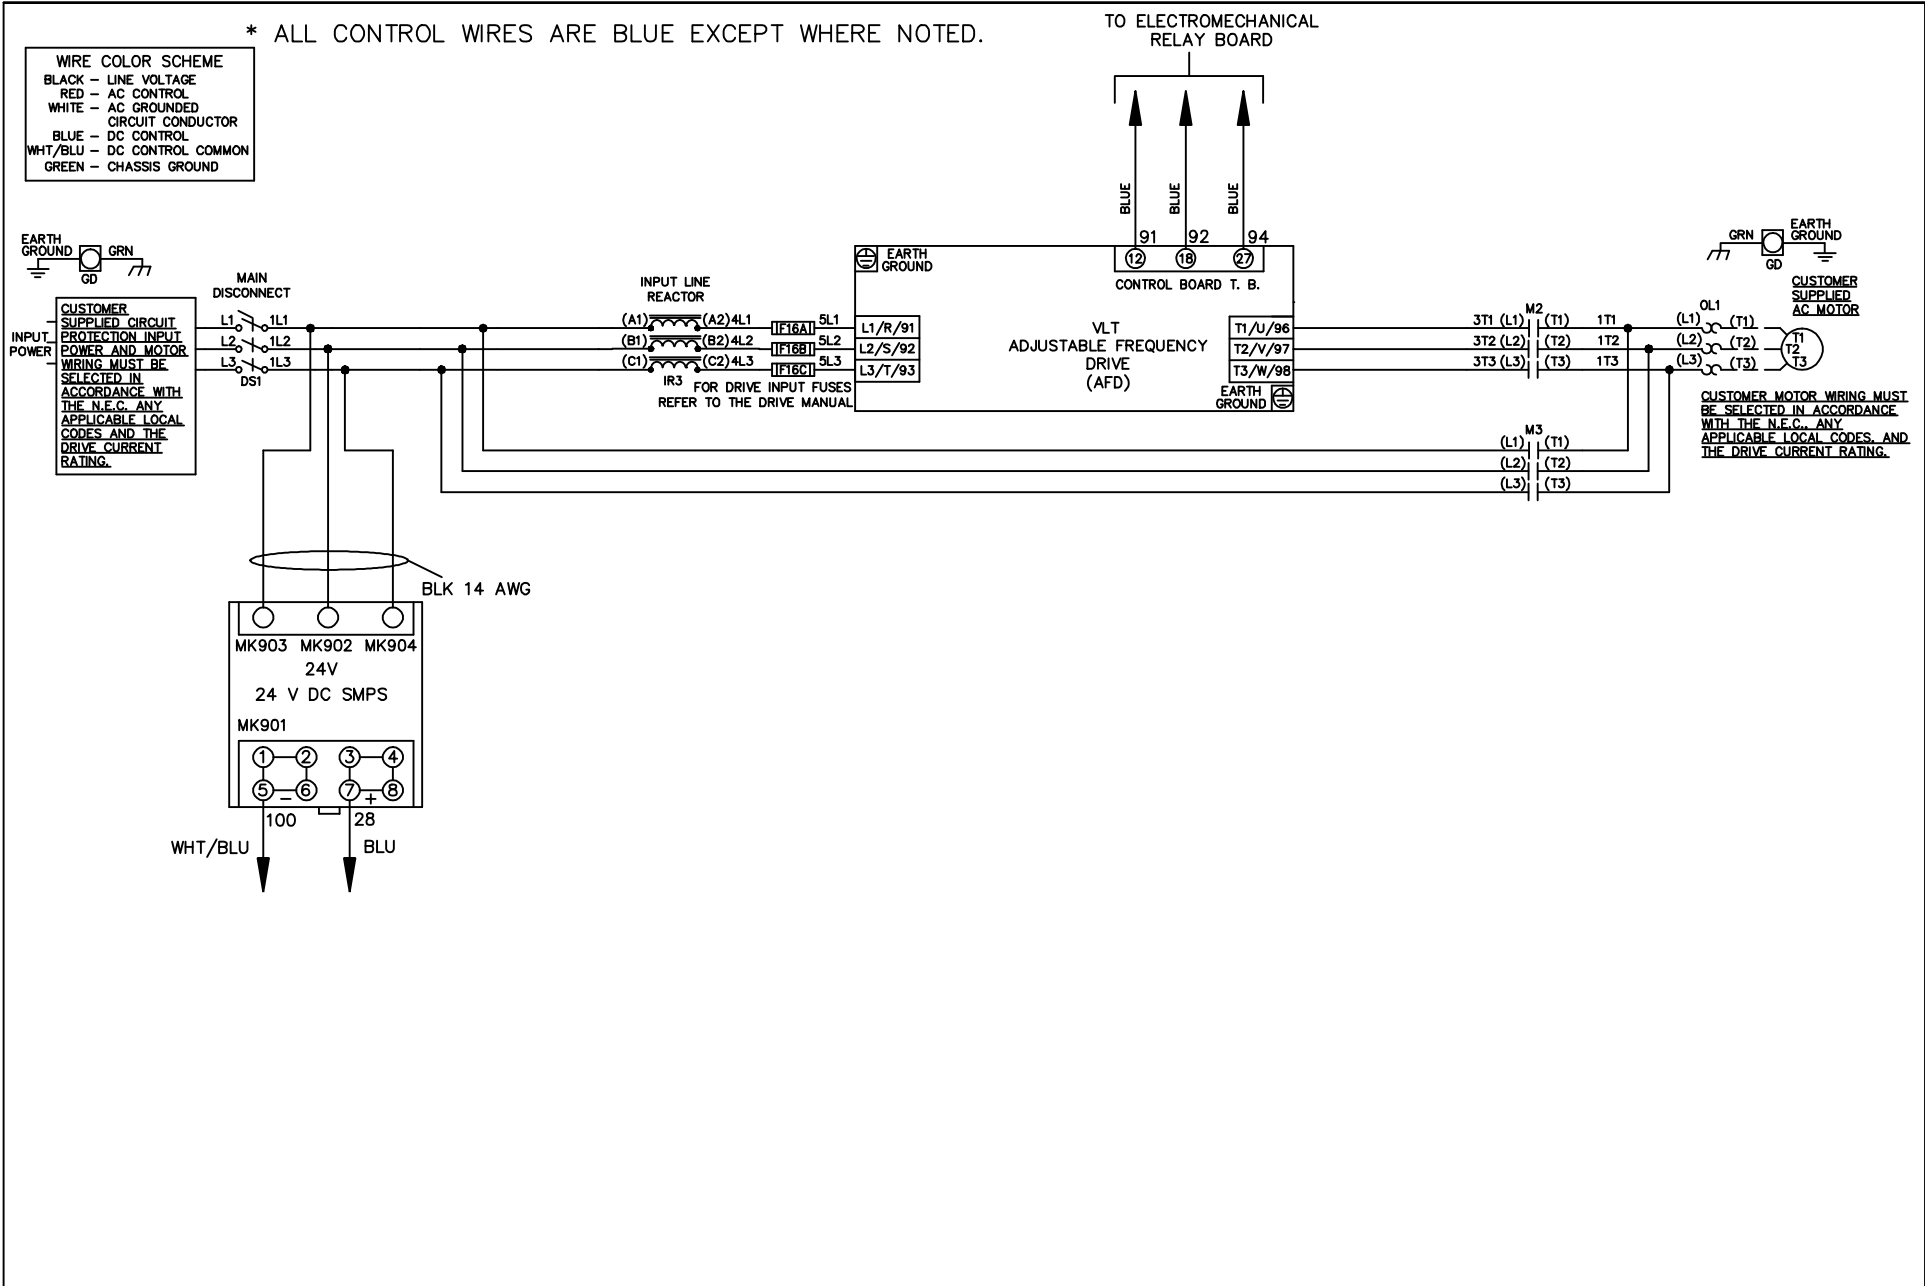 * ALL CONTROL WIRES ARE BLUE EXCEPT WHERE NOTED.
WIRE COLOR SCHEME
BLACK – LINE VOLTAGE
RED – AC CONTROL
WHITE – AC GROUNDED
CIRCUIT CONDUCTOR
BLUE – DC CONTROL
WHT/BLU – DC CONTROL COMMON
GREEN – CHASSIS GROUND
TO ELECTROMECHANICAL
RELAY BOARD
BLUE
BLUE
BLUE
91
92
94
12
18
27
CONTROL BOARD T. B.
EARTH
GROUND
GRN
GD
INPUT
POWER
CUSTOMER
SUPPLIED CIRCUIT
PROTECTION INPUT
POWER AND MOTOR
WIRING MUST BE
SELECTED IN
ACCORDANCE WITH
THE N.E.C. ANY
APPLICABLE LOCAL
CODES AND THE
DRIVE CURRENT
RATING.
MAIN
DISCONNECT
L1 1L1
L2 1L2
L3 1L3
DS1
INPUT LINE
REACTOR
(A1) (A2) 4L1 F16A 5L1
(B1) (B2) 4L2 F16B 5L2
(C1) (C2) 4L3 F16C 5L3
IR3
FOR DRIVE INPUT FUSES
REFER TO THE DRIVE MANUAL
EARTH
GROUND
L1/R/91
L2/S/92
L3/T/93
VLT
ADJUSTABLE FREQUENCY
DRIVE
(AFD)
T1/U/96
T2/V/97
T3/W/98
EARTH
GROUND
M2
3T1 (L1) (T1) 1T1
3T2 (L2) (T2) 1T2
3T3 (L3) (T3) 1T3
M3
(L1) (T1)
(L2) (T2)
(L3) (T3)
OL1
(L1) (T1)
(L2) (T2)
(L3) (T3)
T1
T2
T3
GRN
GD
EARTH
GROUND
CUSTOMER
SUPPLIED
AC MOTOR
CUSTOMER MOTOR WIRING MUST
BE SELECTED IN ACCORDANCE
WITH THE N.E.C., ANY
APPLICABLE LOCAL CODES, AND
THE DRIVE CURRENT RATING.
BLK 14 AWG
MK903 MK902 MK904
24V
24 V DC SMPS
MK901
1 2 3 4
5 6 7 8
– +
100 28
WHT/BLU BLU